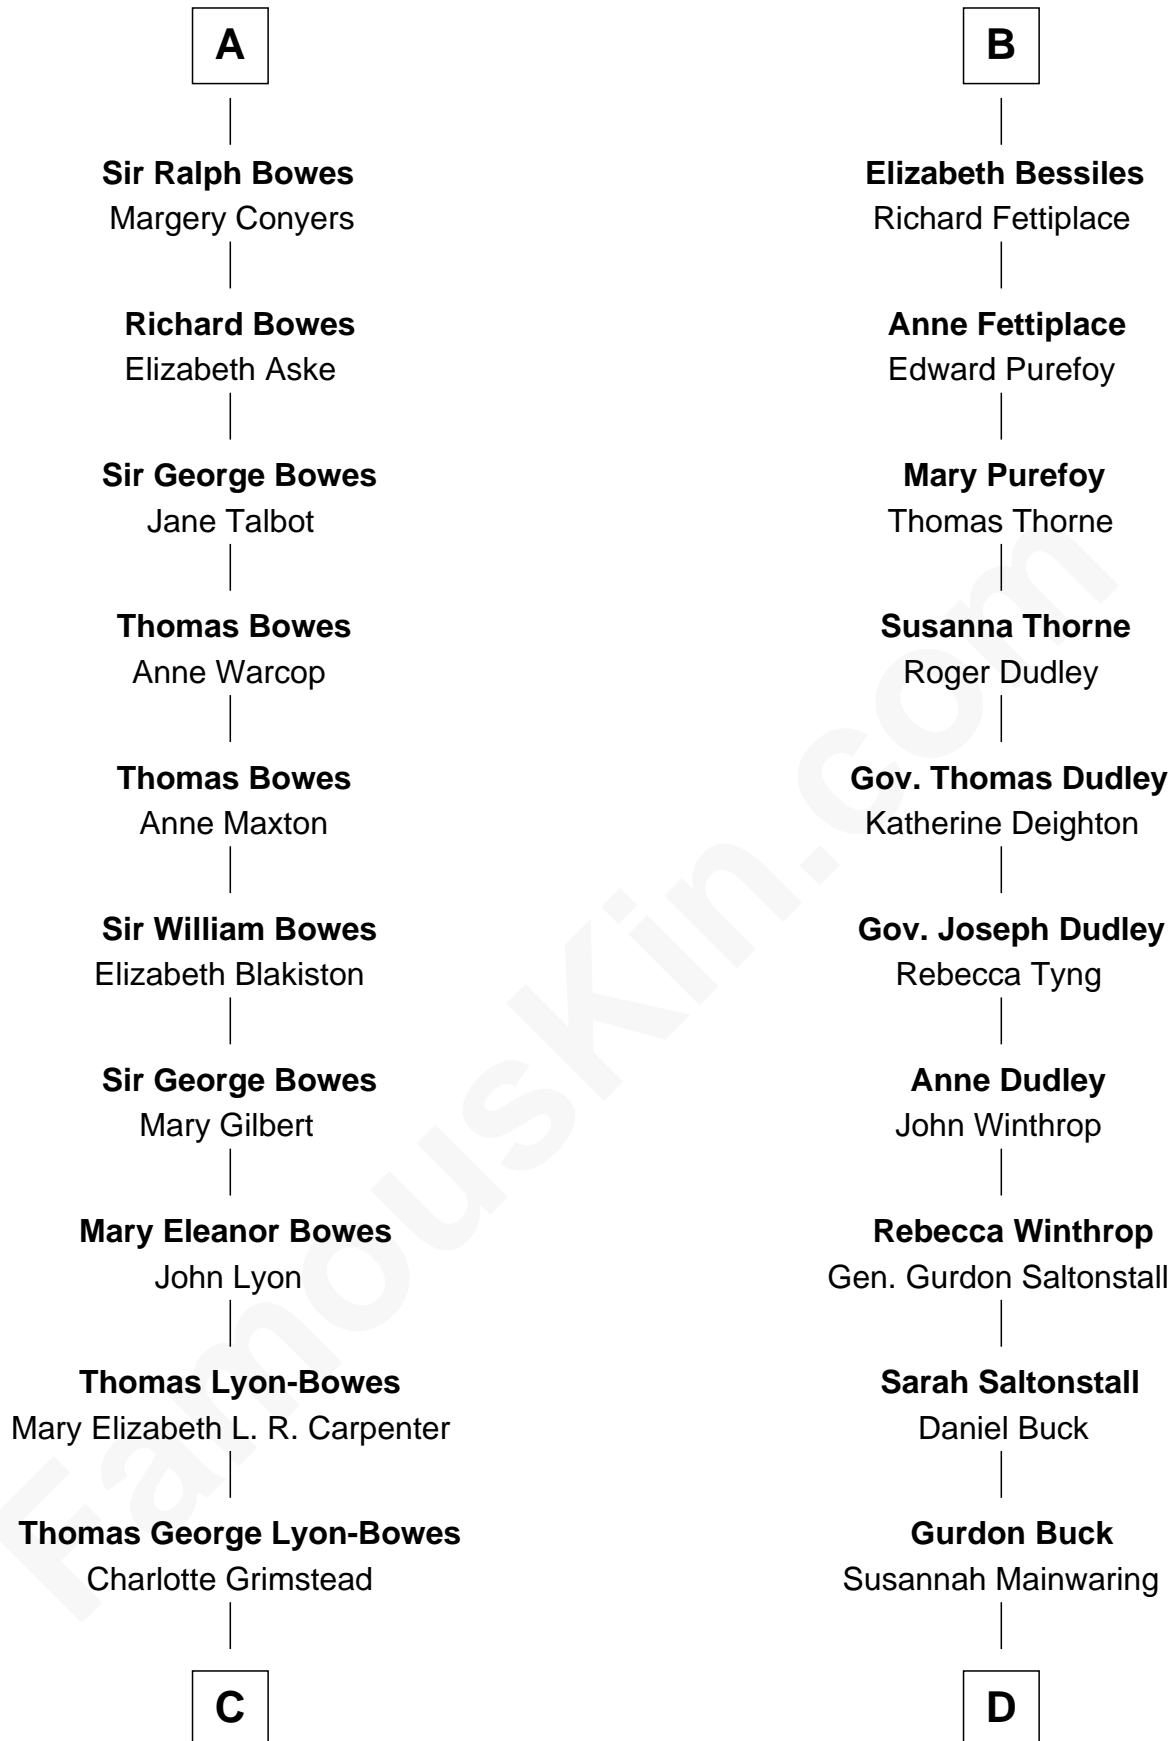 A
Sir Ralph Bowes
Margery Conyers
Richard Bowes
Elizabeth Aske
Sir George Bowes
Jane Talbot
Thomas Bowes
Anne Warcop
Thomas Bowes
Anne Maxton
Sir William Bowes
Elizabeth Blakiston
Sir George Bowes
Mary Gilbert
Mary Eleanor Bowes
John Lyon
Thomas Lyon-Bowes
Mary Elizabeth L. R. Carpenter
Thomas George Lyon-Bowes
Charlotte Grimstead
C
B
Elizabeth Bessiles
Richard Fettiplace
Anne Fettiplace
Edward Purefoy
Mary Purefoy
Thomas Thorne
Susanna Thorne
Roger Dudley
Gov. Thomas Dudley
Katherine Deighton
Gov. Joseph Dudley
Rebecca Tyng
Anne Dudley
John Winthrop
Rebecca Winthrop
Gen. Gurdon Saltonstall
Sarah Saltonstall
Daniel Buck
Gurdon Buck
Susannah Mainwaring
D
FamousKin.com